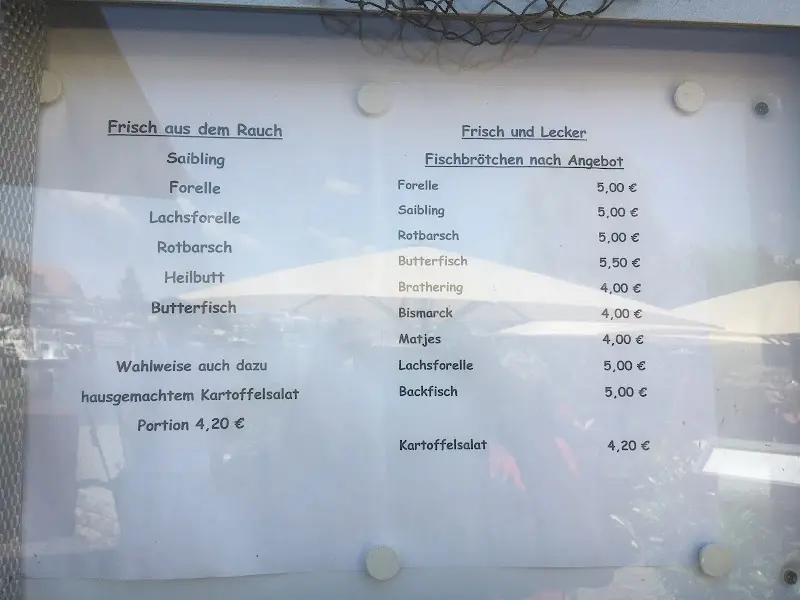 Frisch aus dem Rauch
Saibling
Forelle
Lachsforelle
Rotbarsch
Heilbutt
Butterfisch
Wahlweise auch dazu
hausgemachtem Kartoffelsalat
Portion 4,20 €
Frisch und Lecker
Fischbrötchen nach Angebot
Forelle 5,00 €
Saibling 5,00 €
Rotbarsch 5,00 €
Butterfisch 5,50 €
Brathering 4,00 €
Bismarck 4,00 €
Matjes 4,00 €
Lachsforelle 5,00 €
Backfisch 5,00 €
Kartoffelsalat 4,20 €